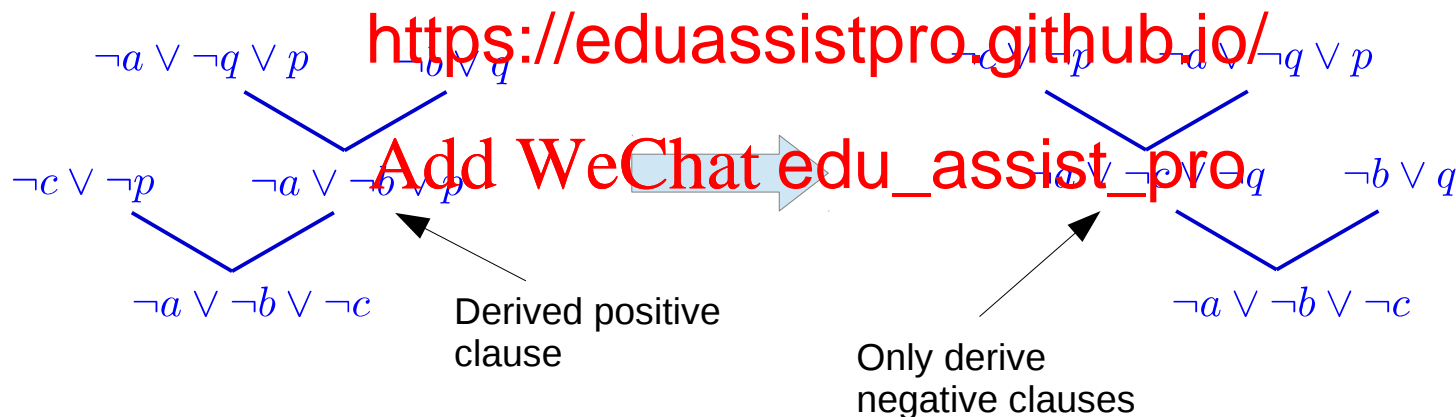 https://eduassistpro.github.io/
¬a ∨ ¬q ∨ p ¬b ∨ q ¬c ∨ ¬p ¬a ∨ ¬q ∨ p
Add WeChat edu_assist_pro
¬c ∨ ¬p ¬a ∨ ¬b ∨ p ¬a ∨ ¬c ∨ ¬q ¬b ∨ q
¬a ∨ ¬b ∨ ¬c ¬a ∨ ¬b ∨ ¬c
Derived positive
clause
Only derive
negative clauses